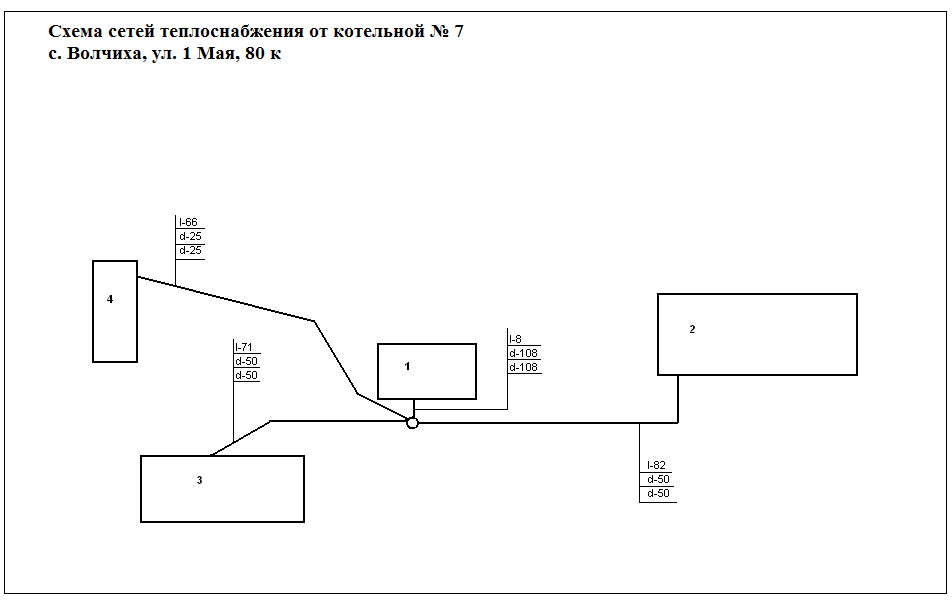 Схема сетей теплоснабжения от котельной № 7
с. Волчиха, ул. 1 Мая, 80 к
l-66
d-25
d-25
4
2
l-71
d-50
d-50
l-8
d-108
d-108
1
3
l-82
d-50
d-50